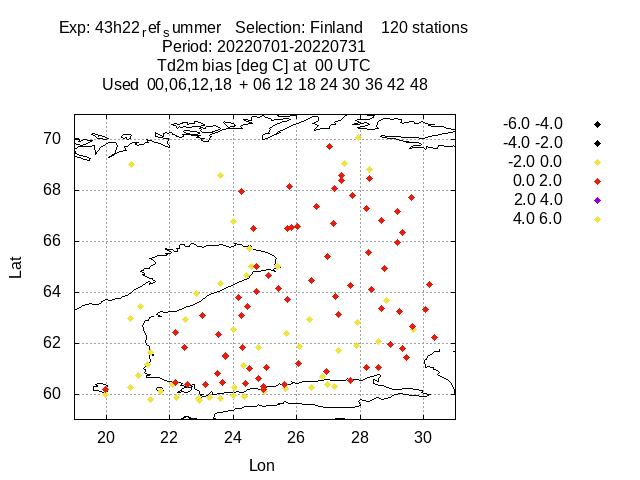 Exp: 43h22ref_summer Selection: Finland 120 stations
Period: 20220701-20220731
Td2m bias [deg C] at 00 UTC
Used 00,06,12,18 + 06 12 18 24 30 36 42 48
-6.0 -4.0
-4.0 -2.0
-2.0 0.0
0.0 2.0
2.0 4.0
4.0 6.0
70
68
66
64
62
60
Lat
20 22 24 26 28 30
Lon